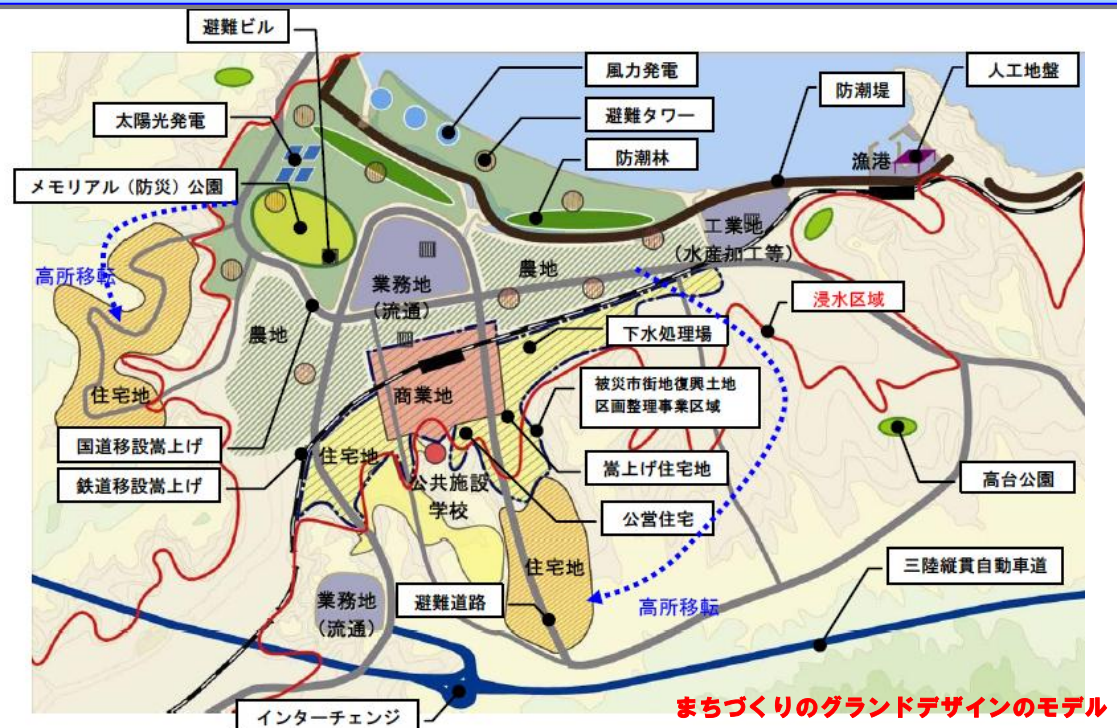 避難ビル
風力発電
人工地盤
防潮堤
太陽光発電
避難タワー
防潮林
漁港
メモリアル（防災）公園
工業地
（水産加工等）
高所移転
農地
業務地
（流通）
浸水区域
農地
下水処理場
住宅地
商業地
被災市街地復興土地
区画整理事業区域
国道移設嵩上げ
住宅地
嵩上げ住宅地
鉄道移設嵩上げ
公共施設
学校
高台公園
公営住宅
住宅地
三陸縦貫自動車道
業務地
（流通）
避難道路
高所移転
インターチェンジ
まちづくりのグランドデザインのモデル